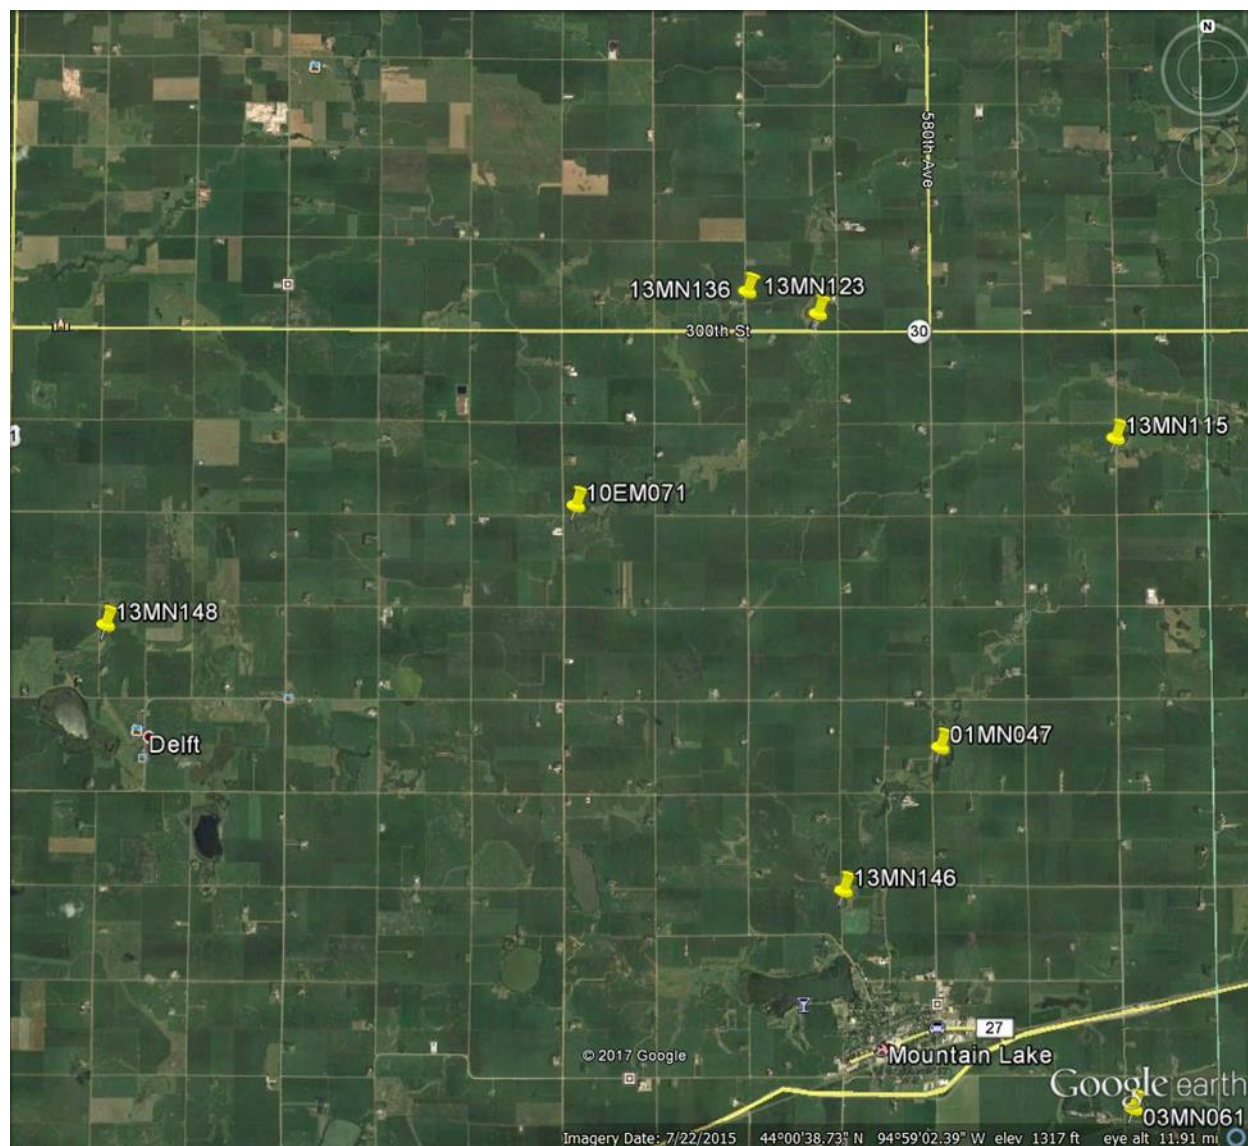 N
580th Ave
13MN136
13MN123
300th St
30
13MN115
1
10EM071
13MN148
01MN047
Delft
13MN146
27
Mountain Lake
© 2017 Google
Google earth
03MN061
Imagery Date: 7/22/2015 44°00'38.73" N 94°59'02.39" W elev 1317 ft eye alt 11.91 mi